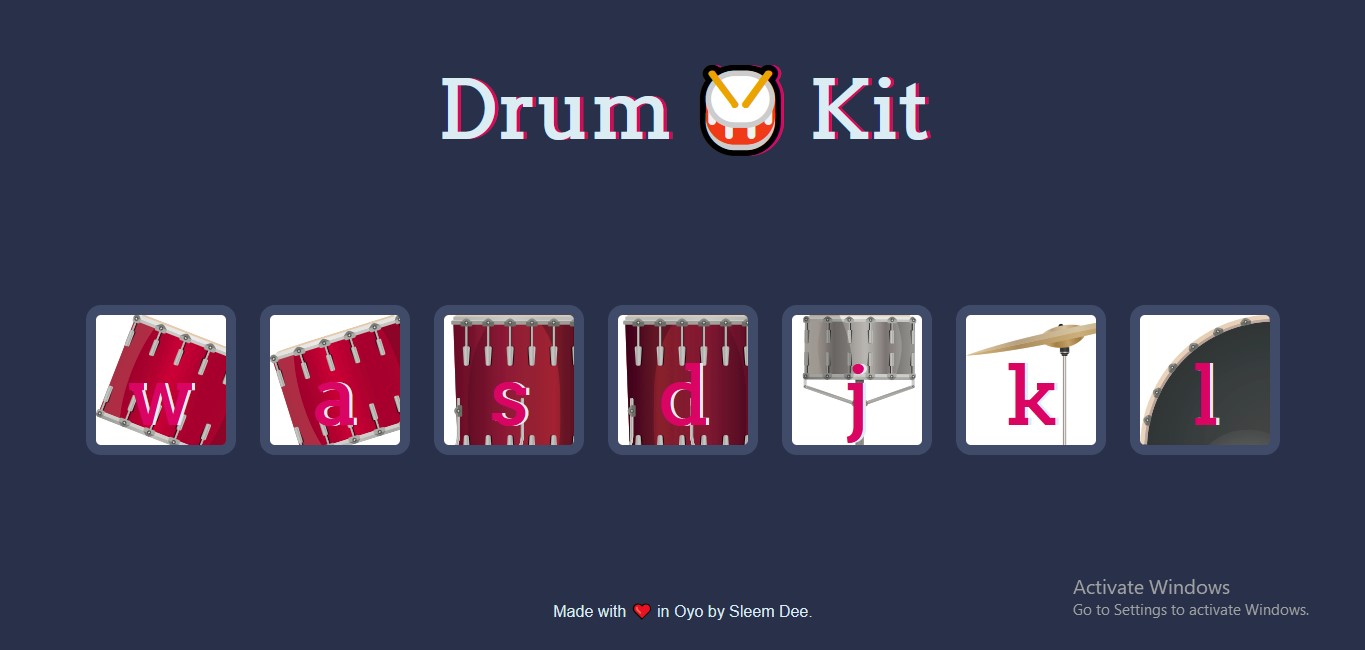 Drum 🥁 Kit
w a s d j k l
Activate Windows
Go to Settings to activate Windows.
Made with ❤️ in Oyo by Sleem Dee.